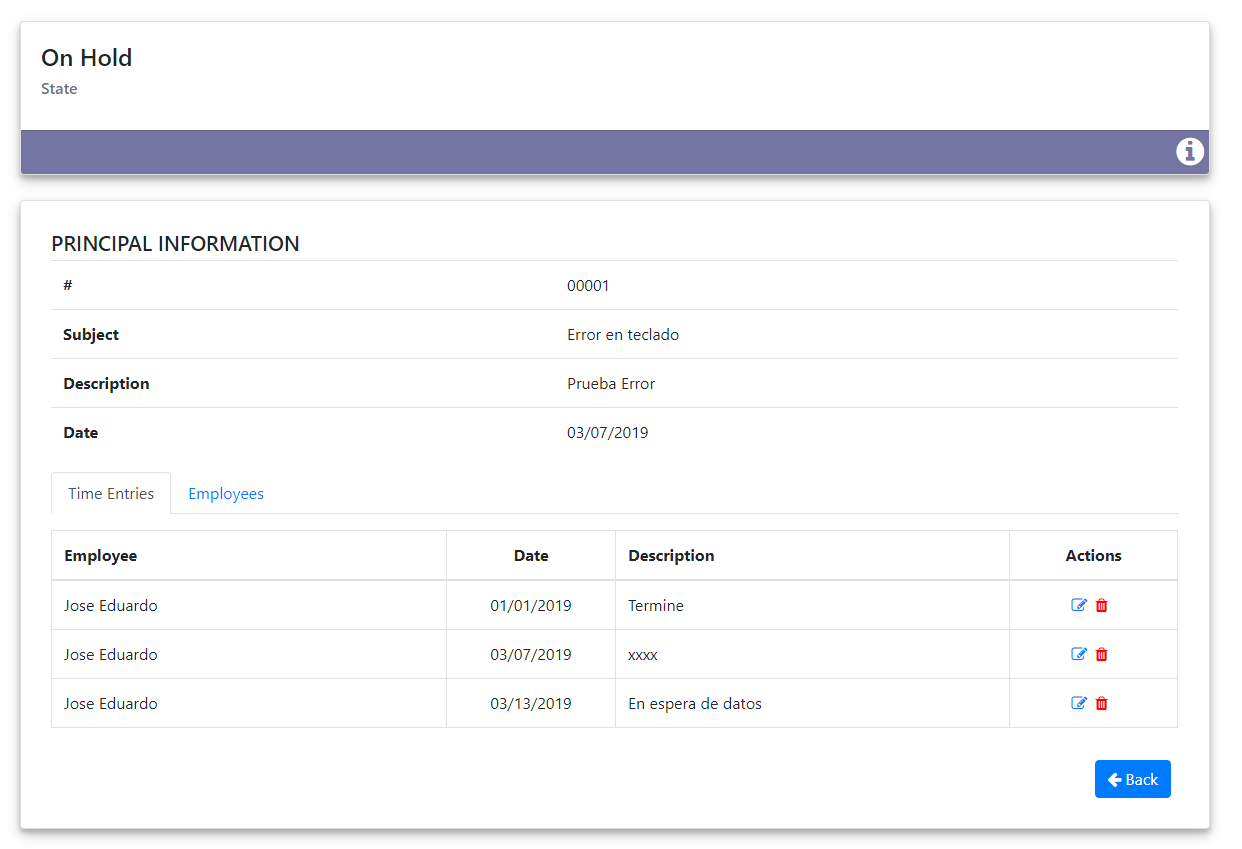 On Hold
State
PRINCIPAL INFORMATION
# 00001
Subject Error en teclado
Description Prueba Error
Date 03/07/2019
Time Entries Employees
Employee Date Description Actions
Jose Eduardo 01/01/2019 Termine
Jose Eduardo 03/07/2019 xxxx
Jose Eduardo 03/13/2019 En espera de datos
Back